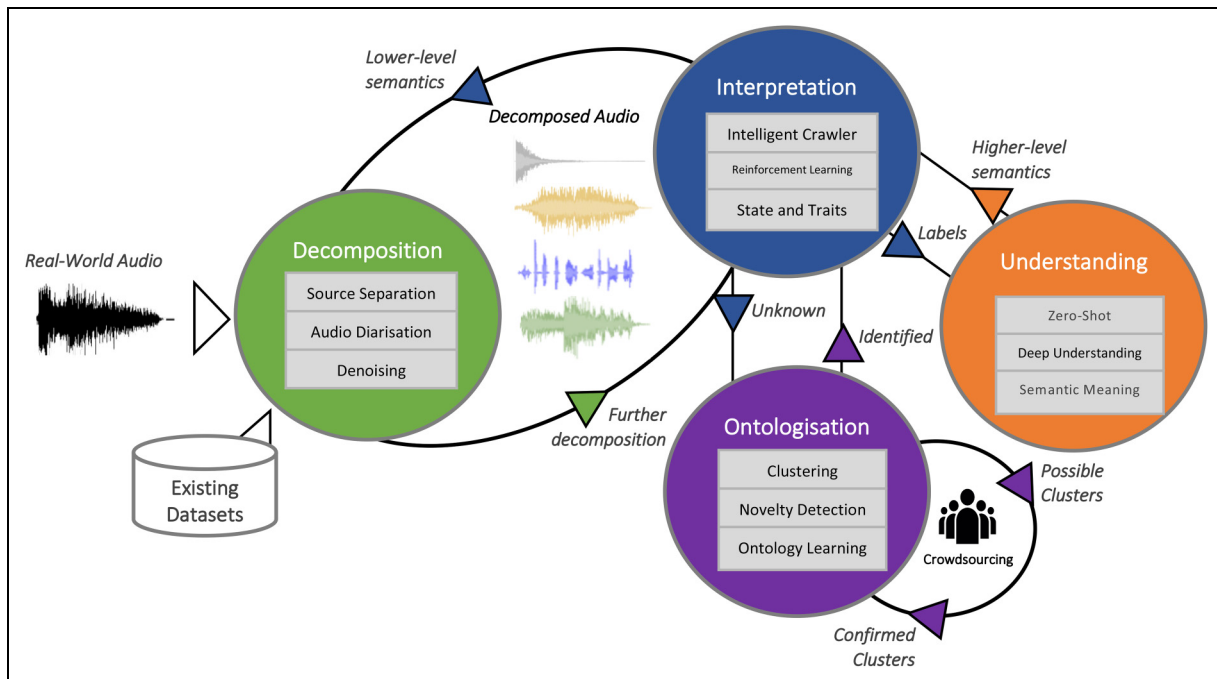 Lower-level
semantics
Decomposed Audio
Interpretation
Intelligent Crawler
Reinforcement Learning
State and Traits
Higher-level
semantics
Labels
Real-World Audio
Decomposition
Source Separation
Audio Diarisation
Denoising
Understanding
Zero-Shot
Deep Understanding
Semantic Meaning
Unknown
Identified
Further
decomposition
Existing
Datasets
Ontologisation
Clustering
Novelty Detection
Ontology Learning
Possible
Clusters
Crowdsourcing
Confirmed
Clusters